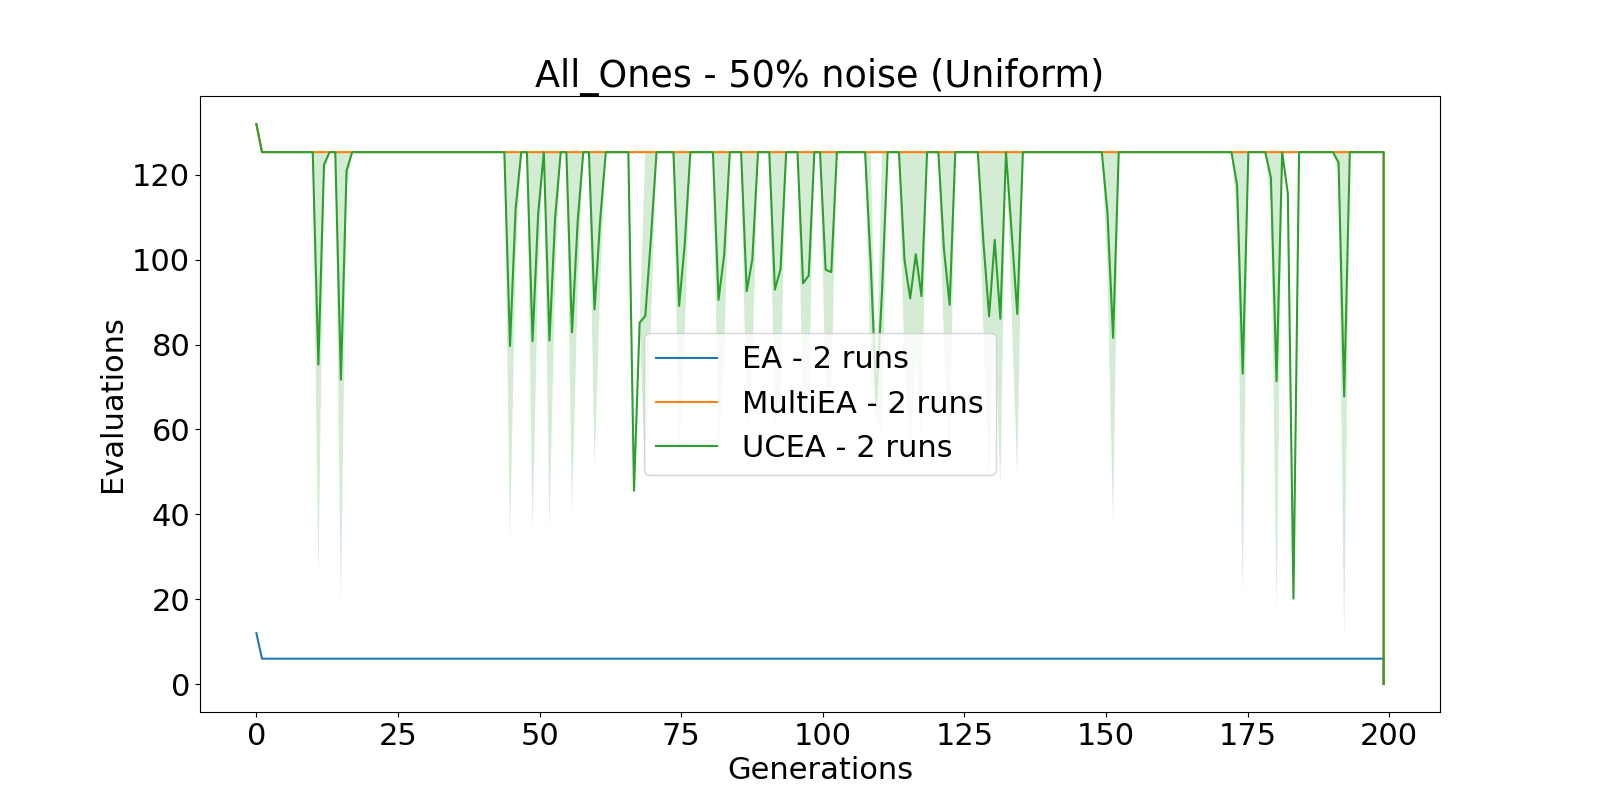 All_Ones - 50% noise (Uniform)
120
100
80
60
40
20
0
Evaluations
EA - 2 runs
MultiEA - 2 runs
UCEA - 2 runs
0 25 50 75 100 125 150 175 200
Generations